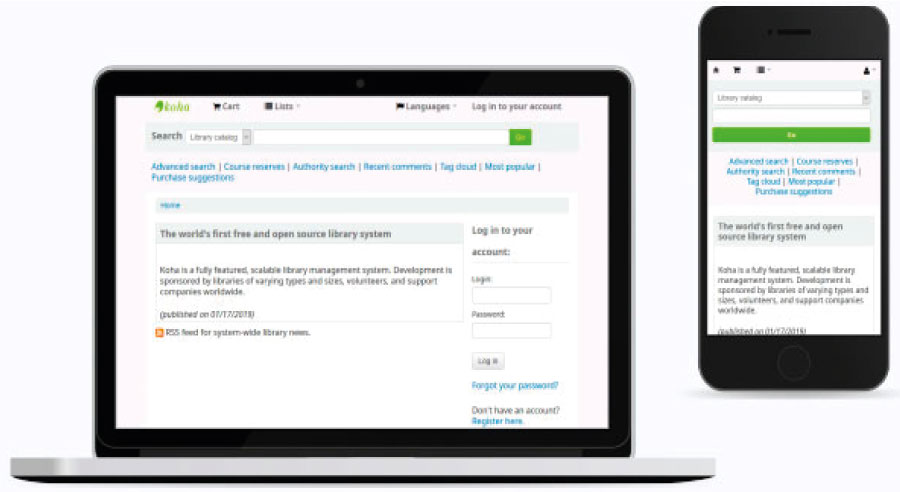 koha Cart Lists Languages Log in to your account
Search Library catalog Go
Advanced search | Course reserves | Authority search | Recent comments | Tag cloud | Most popular |
Purchase suggestions
Home
The world's first free and open source library system
Koha is a fully featured, scalable library management system. Development is
sponsored by libraries of varying types and sizes, volunteers, and support
companies worldwide.
(published on 01/17/2019)
RSS feed for system-wide library news.
Log in to your
account:
Login:
Password:
Log in
Forgot your password?
Don't have an account?
Register here.
Library catalog
Go
Advanced search | Course reserves |
Authority search | Recent comments |
Tag cloud | Most popular |
Purchase suggestions
The world's first free and open
source library system
Koha is a fully featured, scalable library
management system. Development is
sponsored by libraries of varying types and
sizes, volunteers, and support companies
worldwide.
(published on 01/17/2019)